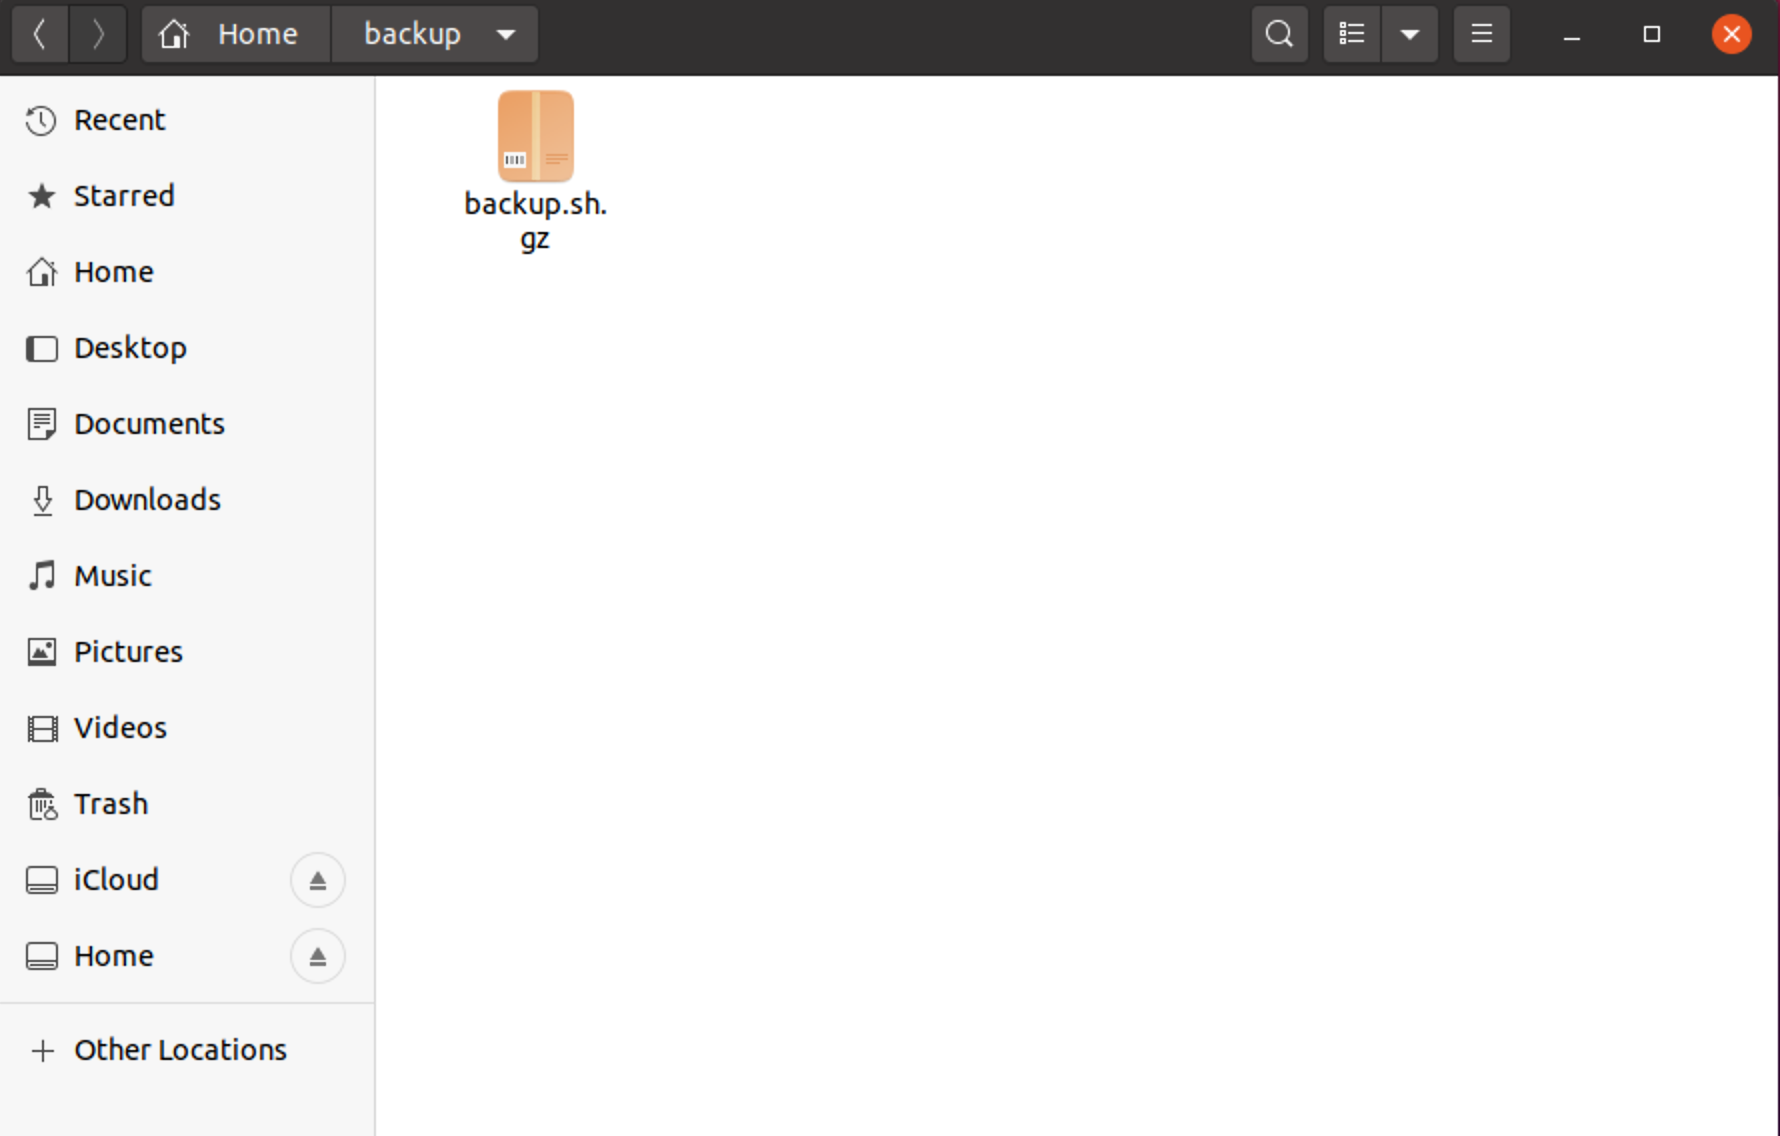 Home
backup
Recent
Starred
Home
Desktop
Documents
Downloads
Music
Pictures
Videos
Trash
iCloud
Home
Other Locations
backup.sh.
gz